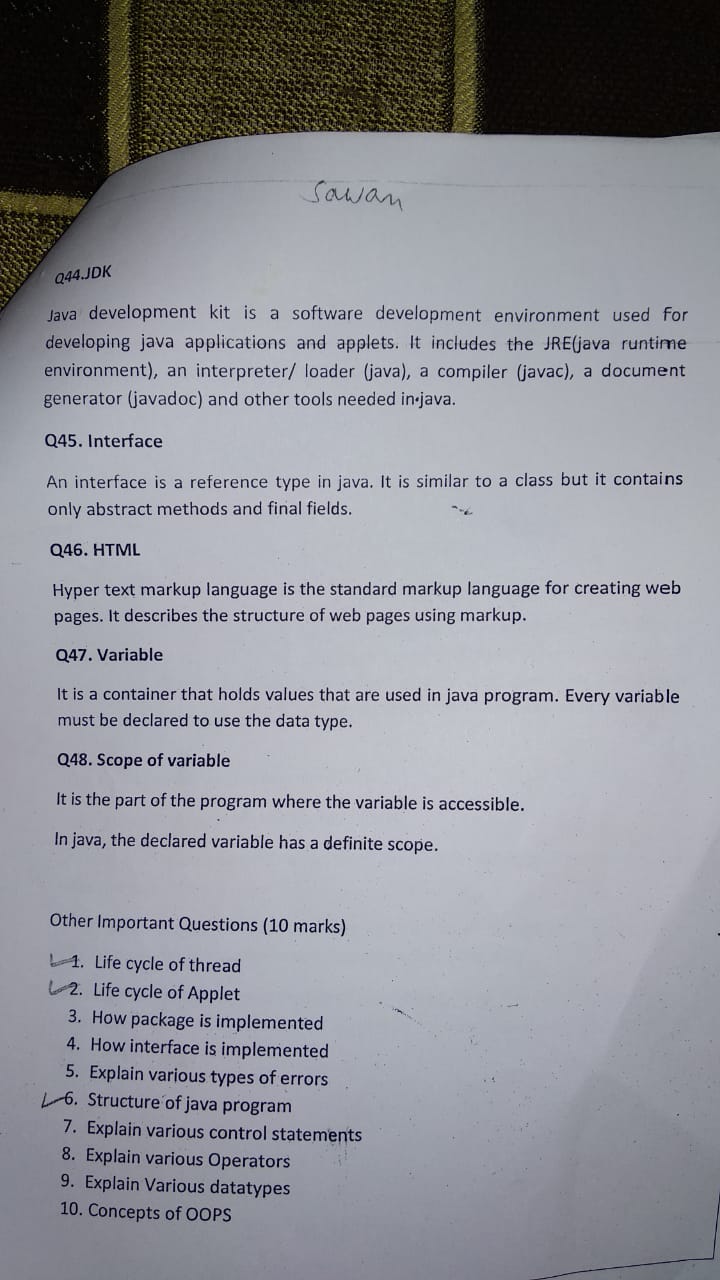 Sawan
Q44.JDK
Java development kit is a software development environment used for
developing java applications and applets. It includes the JRE(java runtime
environment), an interpreter/ loader (java), a compiler (javac), a document
generator (javadoc) and other tools needed in java.
Q45. Interface
An interface is a reference type in java. It is similar to a class but it contains
only abstract methods and final fields.
Q46. HTML
Hyper text markup language is the standard markup language for creating web
pages. It describes the structure of web pages using markup.
Q47. Variable
It is a container that holds values that are used in java program. Every variable
must be declared to use the data type.
Q48. Scope of variable
It is the part of the program where the variable is accessible.
In java, the declared variable has a definite scope.
Other Important Questions (10 marks)
1. Life cycle of thread
2. Life cycle of Applet
3. How package is implemented
4. How interface is implemented
5. Explain various types of errors
6. Structure of java program
7. Explain various control statements
8. Explain various Operators
9. Explain Various datatypes
10. Concepts of OOPS